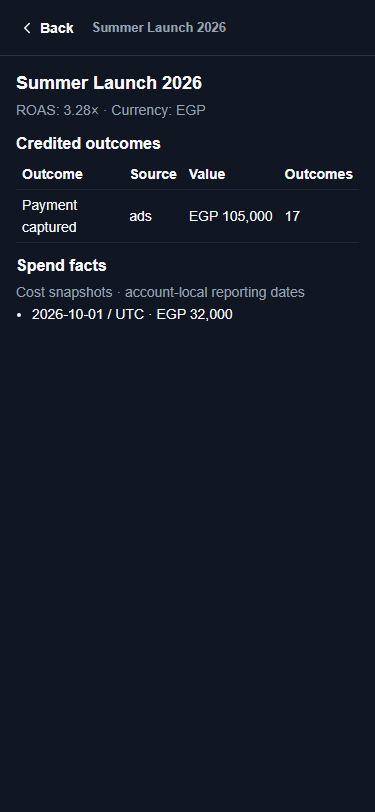 Back Summer Launch 2026
Summer Launch 2026
ROAS: 3.28× · Currency: EGP
Credited outcomes
Outcome Source Value Outcomes
Payment captured ads EGP 105,000 17
Spend facts
Cost snapshots · account-local reporting dates
• 2026-10-01 / UTC · EGP 32,000